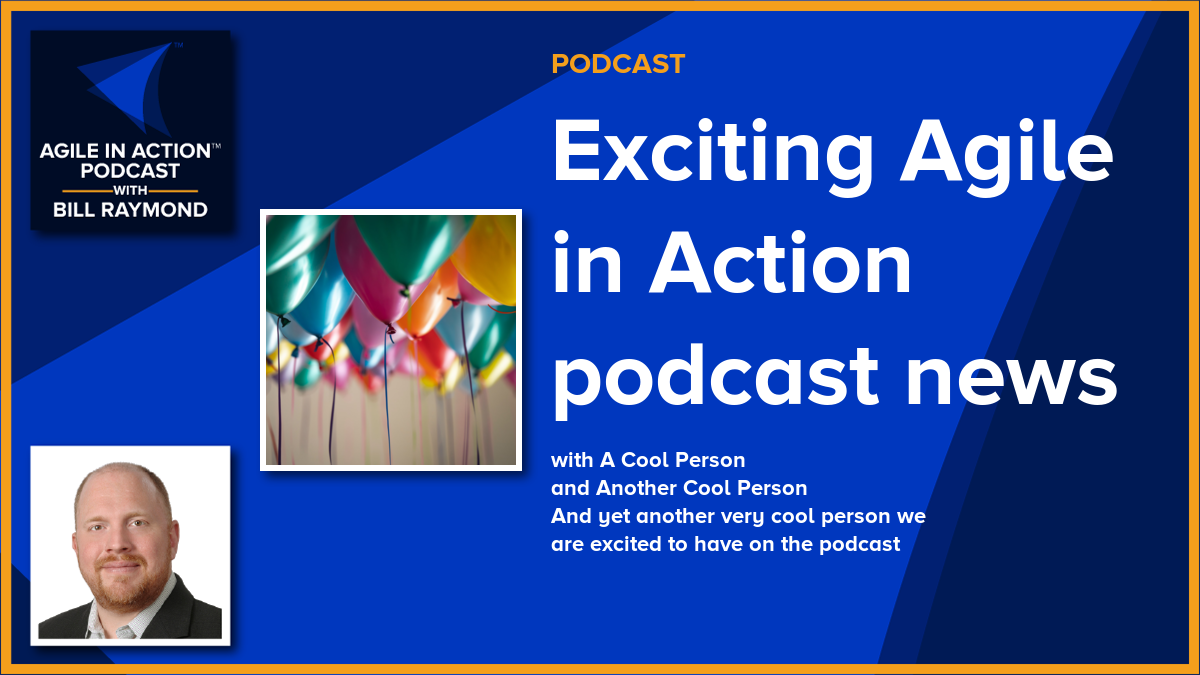 AGILE IN ACTION™
PODCAST
WITH
BILL RAYMOND
PODCAST
Exciting Agile
in Action
podcast news
with A Cool Person
and Another Cool Person
And yet another very cool person we
are excited to have on the podcast